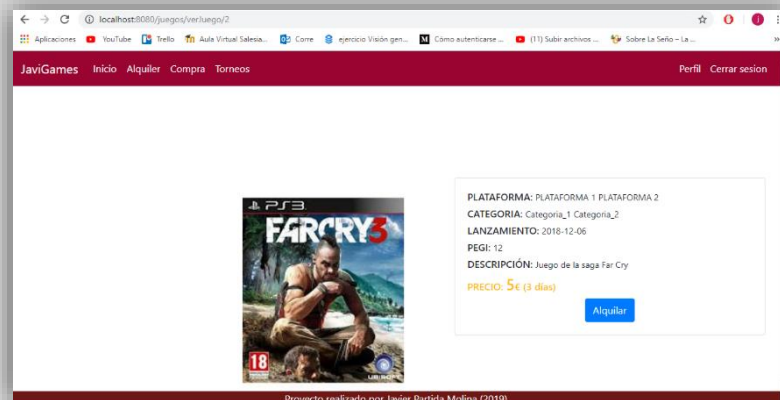 localhost:8080/juegos/verJuego/2
Aplicaciones YouTube Trello Aula Virtual Salesia... Corre ejercicio Visión gen... Cómo autenticarse ... (11) Subir archivos ... Sobre La Seño – La ...
JaviGames Inicio Alquiler Compra Torneos Perfil Cerrar sesion
PS3
FARCRY3
18
UBISOFT
PLATAFORMA: PLATAFORMA 1 PLATAFORMA 2
CATEGORIA: Categoria_1 Categoria_2
LANZAMIENTO: 2018-12-06
PEGI: 12
DESCRIPCIÓN: Juego de la saga Far Cry
PRECIO: 5€ (3 días)
Alquilar
Proyecto realizado por Javier Partida Molina (2019)